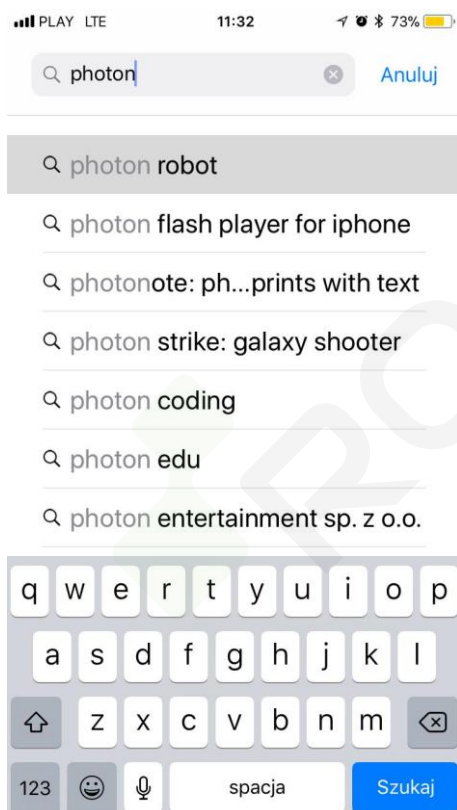 PLAY LTE 11:32 73%
photon Anuluj
photon robot
photon flash player for iphone
photonote: ph...prints with text
photon strike: galaxy shooter
photon coding
photon edu
photon entertainment sp. z o.o.
q w e r t y u i o p
a s d f g h j k l
z x c v b n m
123 spacja Szukaj